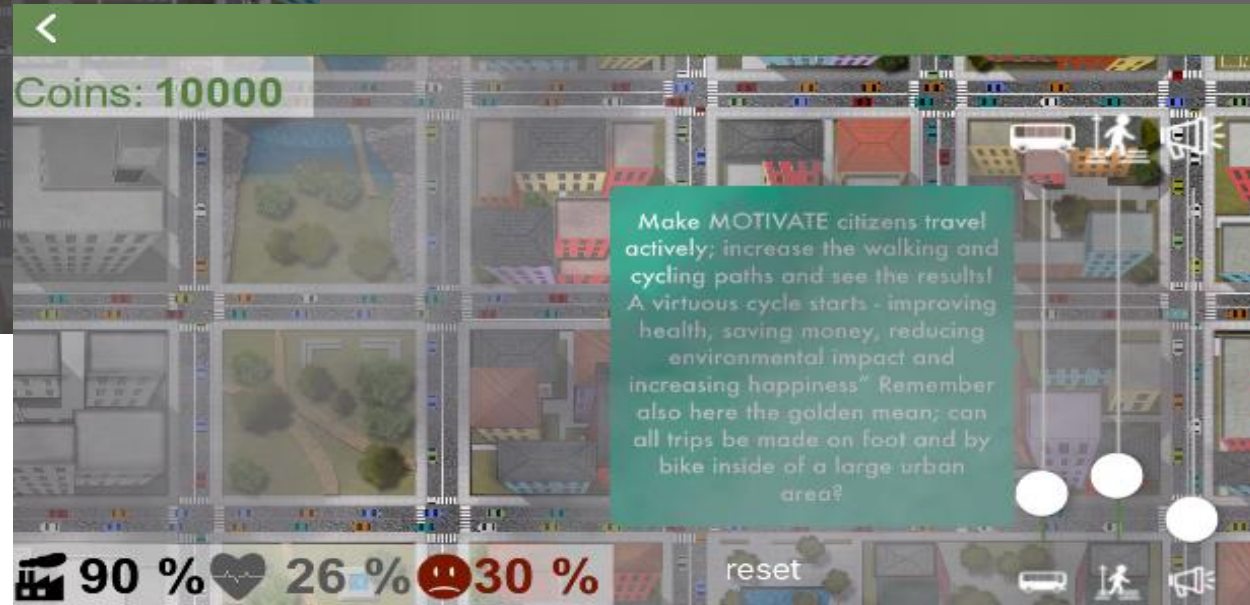 Coins: 10000
Make MOTIVATE citizens travel
actively; increase the walking and
cycling paths and see the results!
A virtuous cycle starts - improving
health, saving money, reducing
environmental impact and
increasing happiness” Remember
also here the golden mean; can
all trips be made on foot and by
bike inside of a large urban
area?
90 % 26 % 30 %
reset